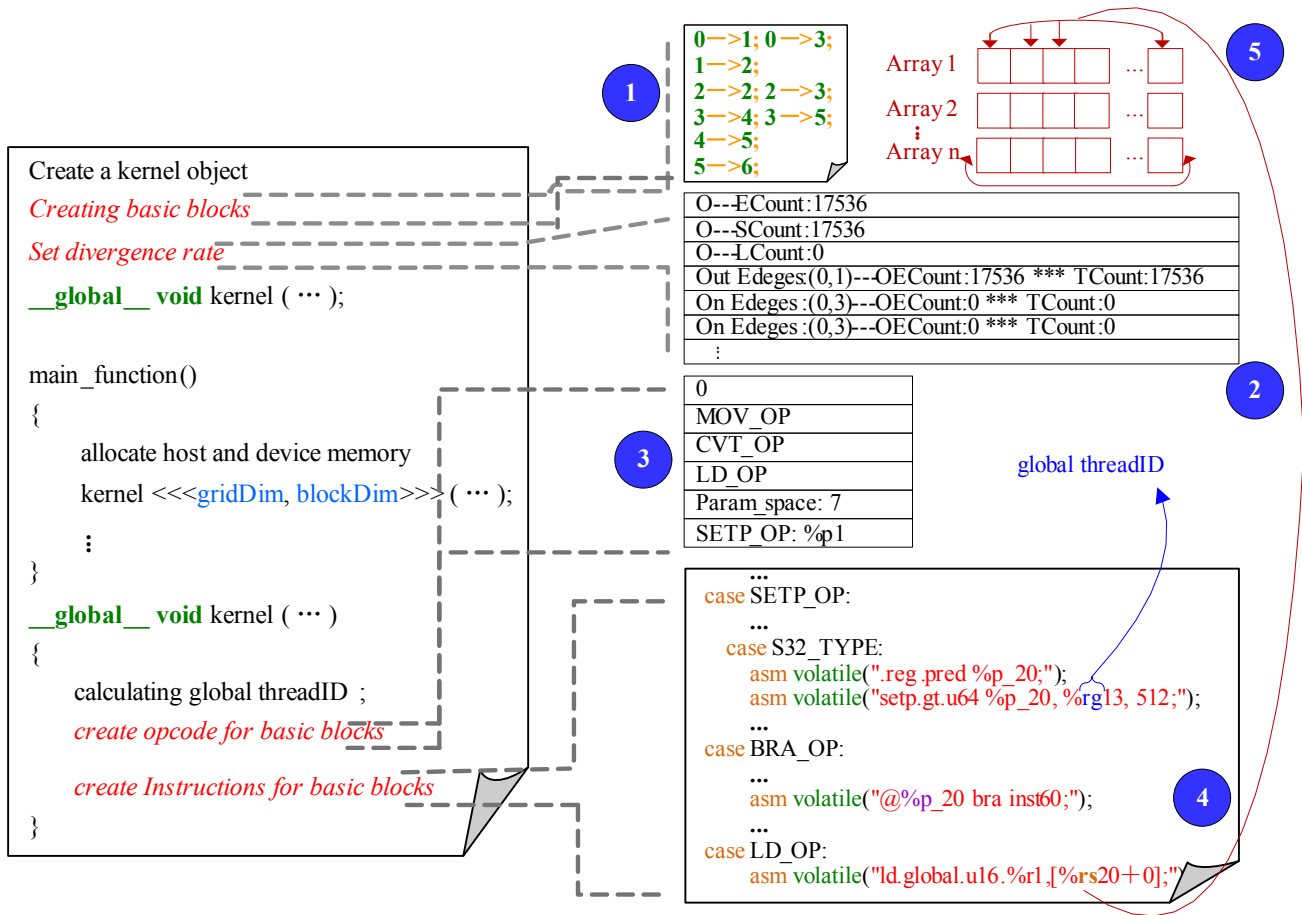 Create a kernel object
Creating basic blocks
Set divergence rate
__global__ void kernel ( ⋯ );
main_function()
{
allocate host and device memory
kernel <<<gridDim, blockDim>>> ( ⋯ );
⋮
}
__global__ void kernel ( ⋯ )
{
calculating global threadID ;
create opcode for basic blocks
create Instructions for basic blocks
}
1
0—>1; 0—>3;
1—>2;
2—>2; 2—>3;
3—>4; 3—>5;
4—>5;
5—>6;
5
Array 1 ...
Array 2 ...
⋮
Array n ...
O---ECount:17536
O---SCount:17536
O---LCount:0
Out Edeges:(0,1)---OECount:17536 *** TCount:17536
On Edeges :(0,3)---OECount:0 *** TCount:0
On Edeges :(0,3)---OECount:0 *** TCount:0
⋮
2
3
0
MOV_OP
CVT_OP
LD_OP
Param_space: 7
SETP_OP: %p1
global threadID
...
case SETP_OP:
...
case S32_TYPE:
asm volatile(".reg .pred %p_20;");
asm volatile("setp.gt.u64 %p_20, %rg13, 512;");
...
case BRA_OP:
...
asm volatile("@%p_20 bra inst60;");
...
case LD_OP:
asm volatile("ld.global.u16.%r1,[%rs20+0];")
4